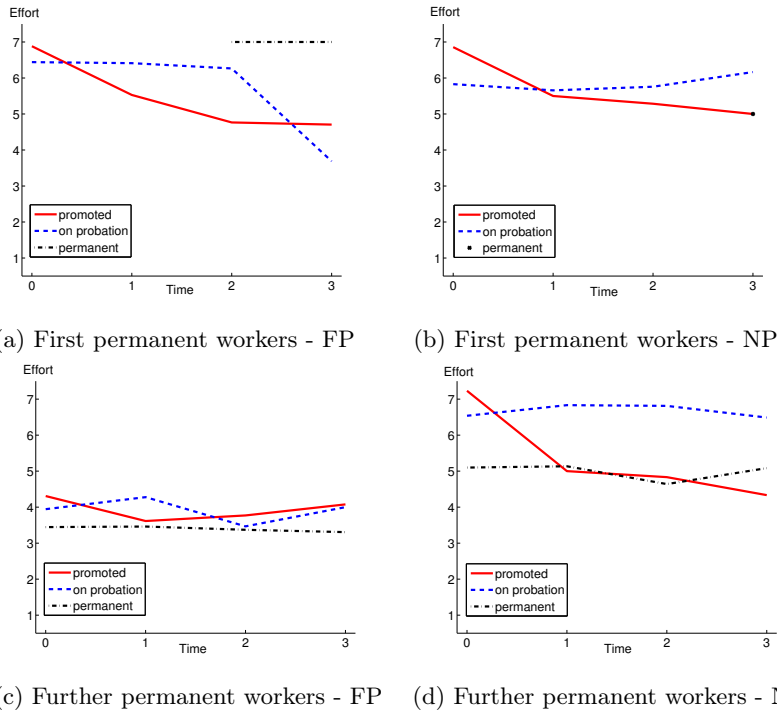 Effort
7
6
5
4
3
2
1
promoted
on probation
permanent
0 1 2 3
Time
a) First permanent workers - FP
Effort
7
6
5
4
3
2
1
promoted
on probation
permanent
0 1 2 3
Time
(b) First permanent workers - NP
Effort
7
6
5
4
3
2
1
promoted
on probation
permanent
0 1 2 3
Time
c) Further permanent workers - FP
Effort
7
6
5
4
3
2
1
promoted
on probation
permanent
0 1 2 3
Time
(d) Further permanent workers - N